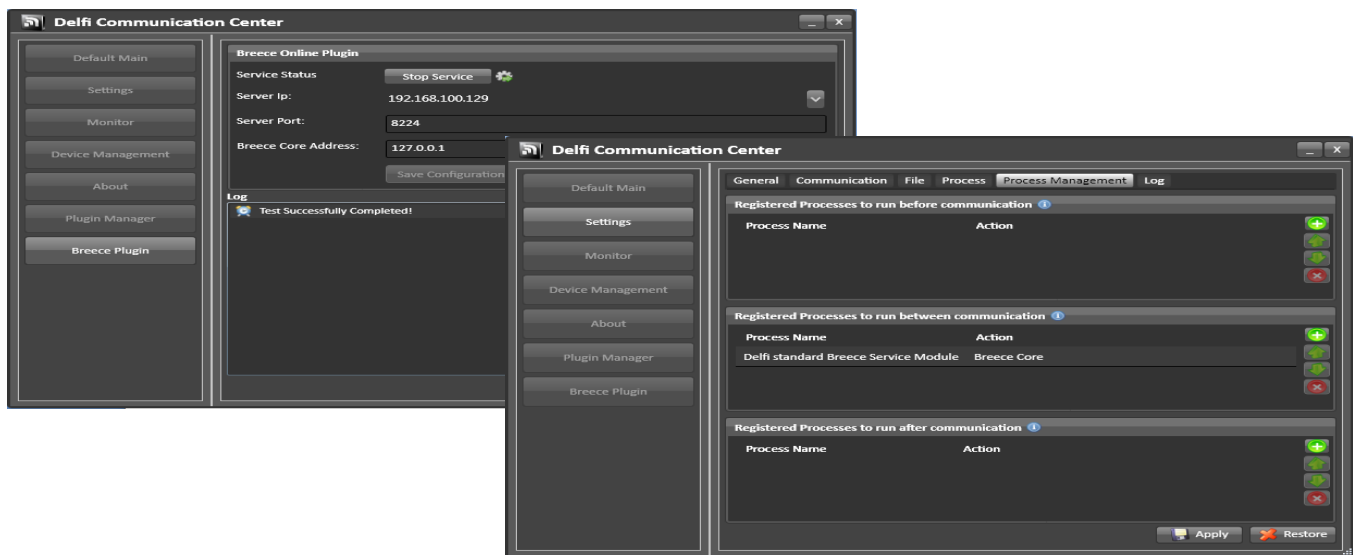 Delfi Communication Center
Default Main
Settings
Monitor
Device Management
About
Plugin Manager
Breece Plugin
Breece Online Plugin
Service Status Stop Service
Server Ip: 192.168.100.129
Server Port: 8224
Breece Core Address: 127.0.0.1
Save Configuration
Log
Test Successfully Completed!
Delfi Communication Center
Default Main
Settings
Monitor
Device Management
About
Plugin Manager
Breece Plugin
General Communication File Process Process Management Log
Registered Processes to run before communication
Process Name Action
Registered Processes to run between communication
Process Name Action
Delfi standard Breece Service Module Breece Core
Registered Processes to run after communication
Process Name Action
Apply Restore